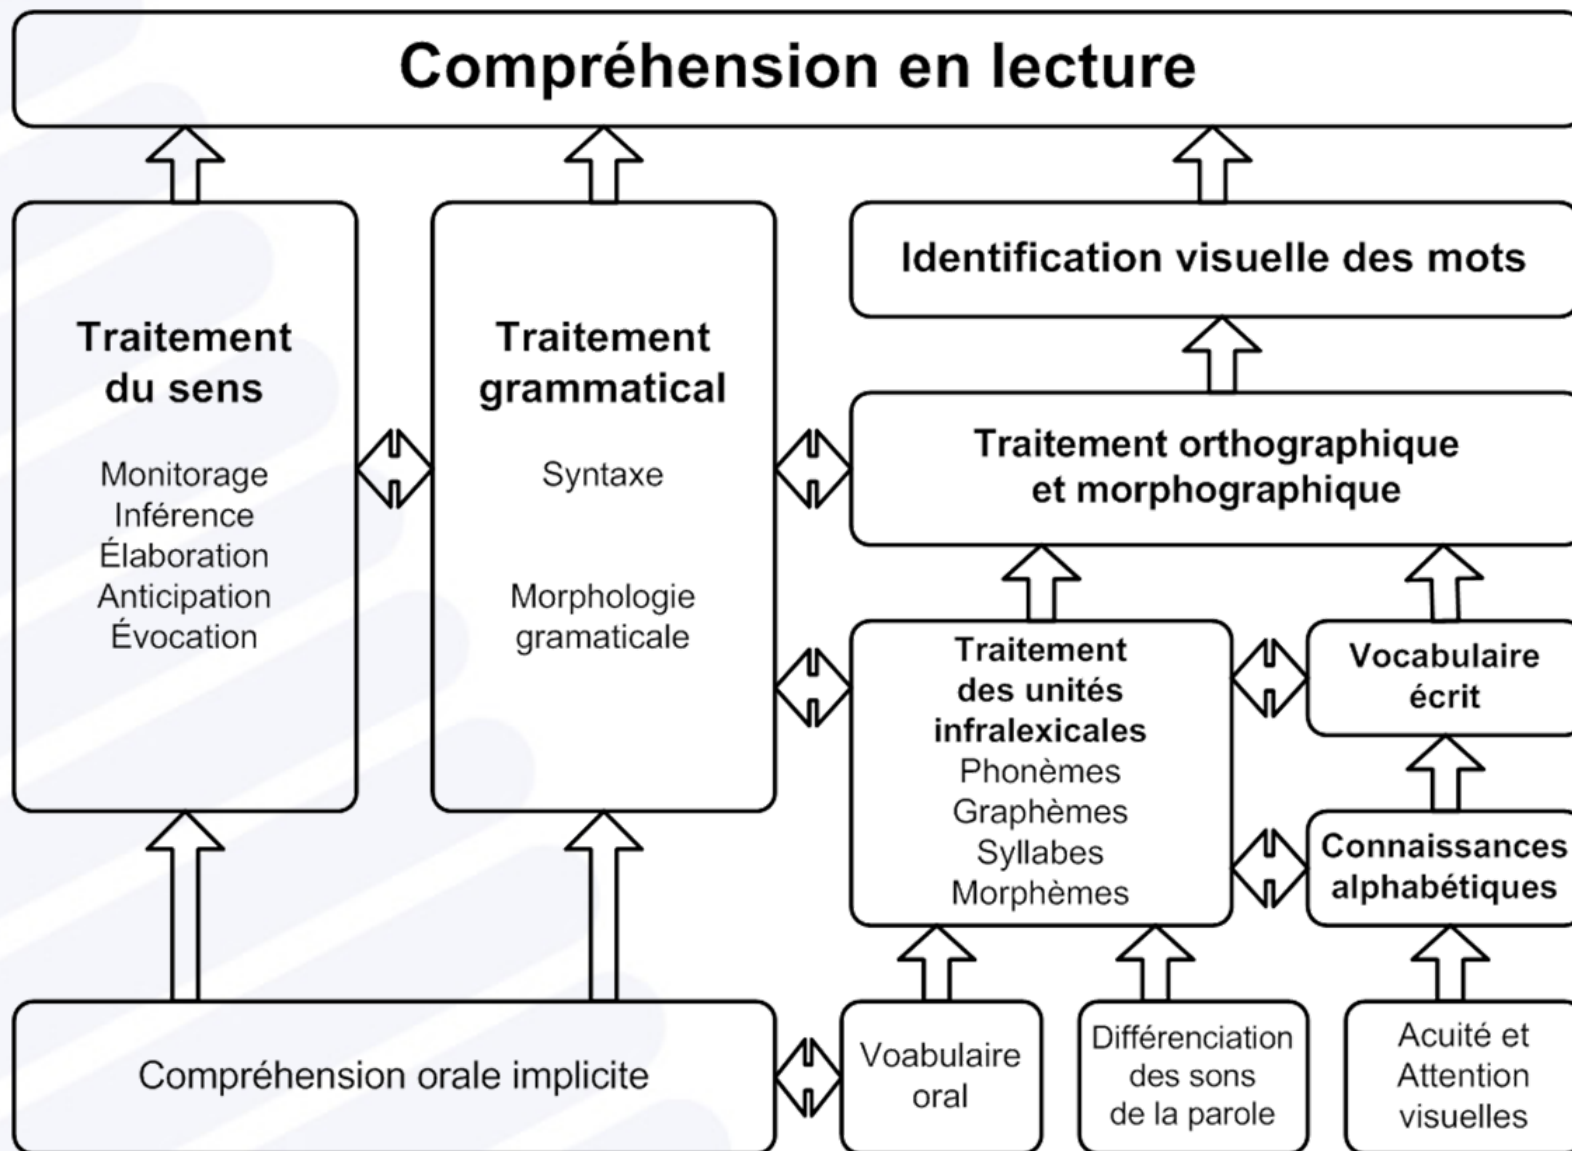 Compréhension en lecture
Traitement
du sens
Monitorage
Inférence
Élaboration
Anticipation
Évocation
Traitement
grammatical
Syntaxe
Morphologie
gramaticale
Identification visuelle des mots
Traitement orthographique
et morphographique
Traitement
des unités
infralexicales
Phonèmes
Graphèmes
Syllabes
Morphèmes
Vocabulaire
écrit
Connaissances
alphabétiques
Compréhension orale implicite
Voabulaire
oral
Différenciation
des sons
de la parole
Acuité et
Attention
visuelles